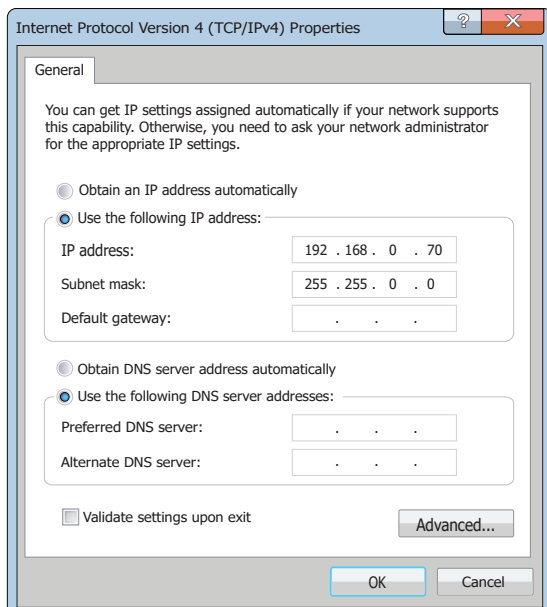 Internet Protocol Version 4 (TCP/IPv4) Properties
General
You can get IP settings assigned automatically if your network supports
this capability. Otherwise, you need to ask your network administrator
for the appropriate IP settings.
Obtain an IP address automatically
Use the following IP address:
IP address: 192 . 168 . 0 . 70
Subnet mask: 255 . 255 . 0 . 0
Default gateway: . . .
Obtain DNS server address automatically
Use the following DNS server addresses:
Preferred DNS server: . . .
Alternate DNS server: . . .
Validate settings upon exit
Advanced...
OK Cancel